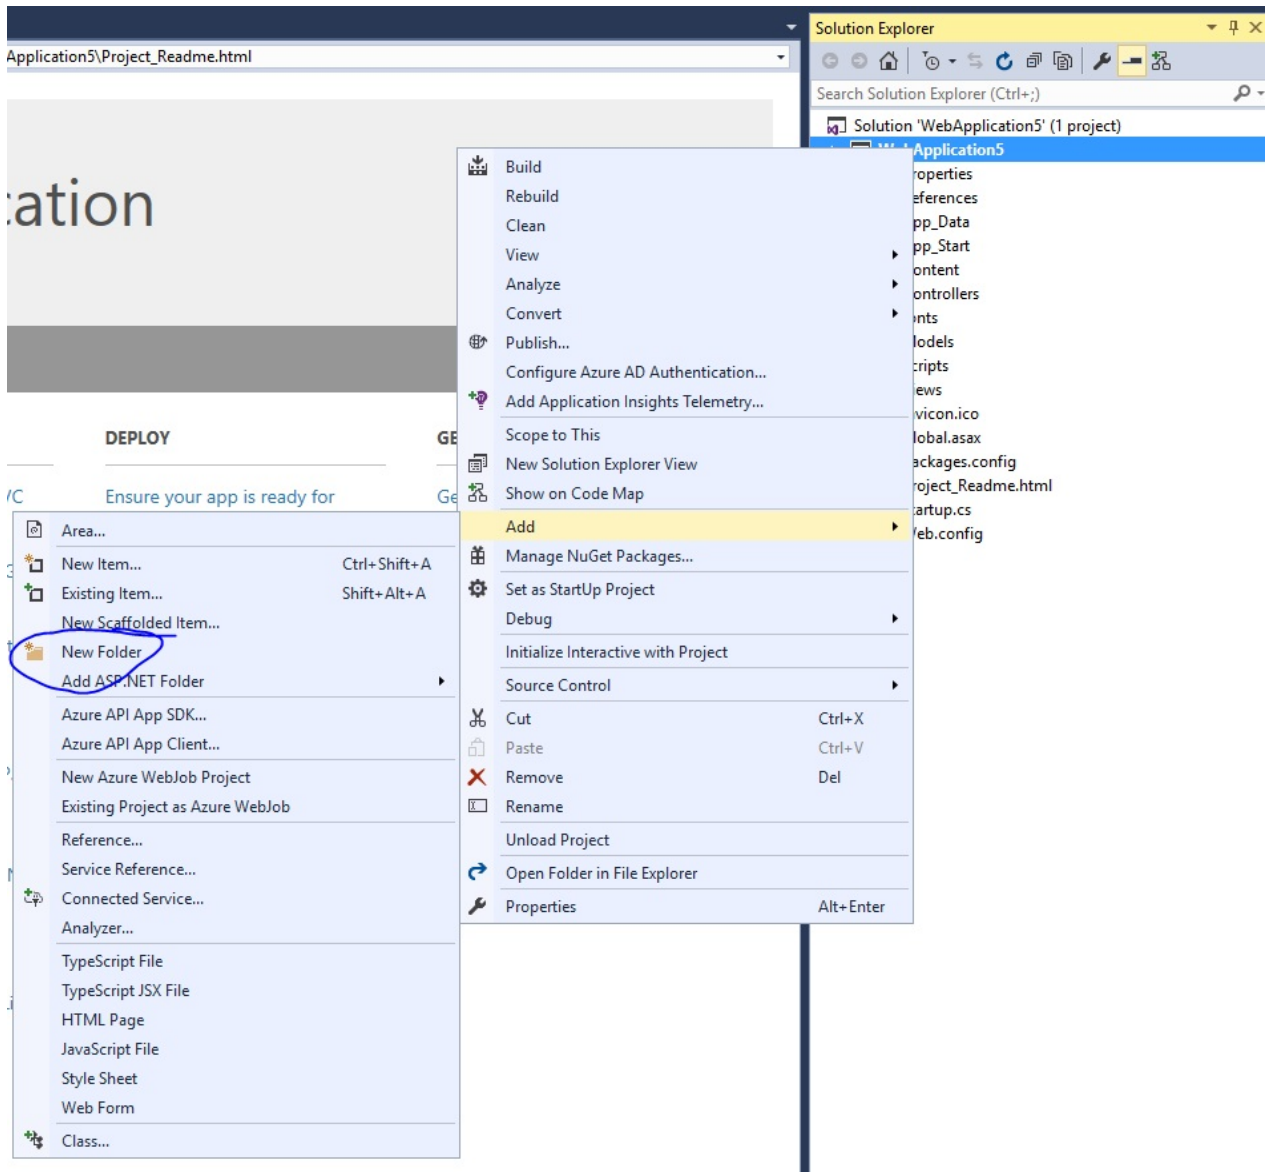 Application5\Project_Readme.html
cation
DEPLOY
GE
/C
Ensure your app is ready for
Ge
Solution Explorer
Search Solution Explorer (Ctrl+;)
Solution 'WebApplication5' (1 project)
Application5
roperties
eferences
pp_Data
pp_Start
ontent
ontrollers
nts
odels
cripts
ews
vicon.ico
lobal.asax
ackages.config
roject_Readme.html
tartup.cs
eb.config
Build
Rebuild
Clean
View
Analyze
Convert
Publish...
Configure Azure AD Authentication...
Add Application Insights Telemetry...
Scope to This
New Solution Explorer View
Show on Code Map
Add
Manage NuGet Packages...
Set as StartUp Project
Debug
Initialize Interactive with Project
Source Control
Cut Ctrl+X
Paste Ctrl+V
Remove Del
Rename
Unload Project
Open Folder in File Explorer
Properties Alt+Enter
Area...
New Item... Ctrl+Shift+A
Existing Item... Shift+Alt+A
New Scaffolded Item...
New Folder
Add ASP.NET Folder
Azure API App SDK...
Azure API App Client...
New Azure WebJob Project
Existing Project as Azure WebJob
Reference...
Service Reference...
Connected Service...
Analyzer...
TypeScript File
TypeScript JSX File
HTML Page
JavaScript File
Style Sheet
Web Form
Class...